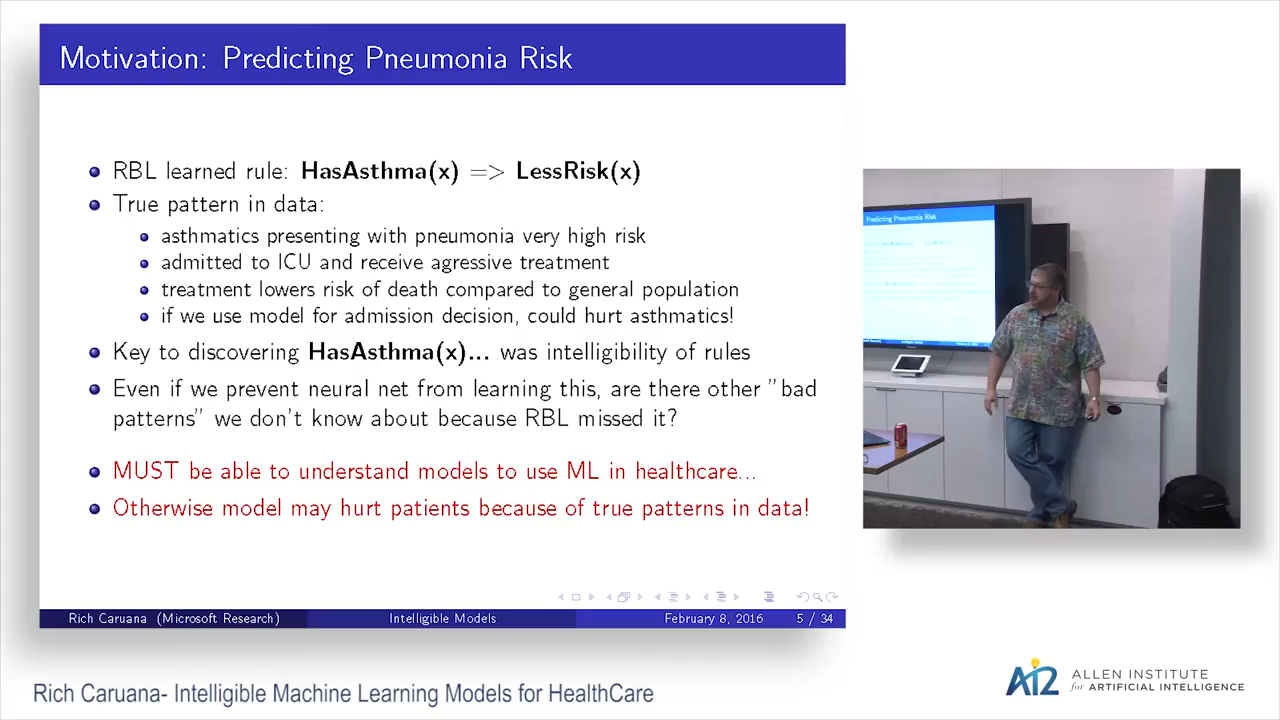 Motivation: Predicting Pneumonia Risk
RBL learned rule: HasAsthma(x) => LessRisk(x)
True pattern in data:
asthmatics presenting with pneumonia very high risk
admitted to ICU and receive agressive treatment
treatment lowers risk of death compared to general population
if we use model for admission decision, could hurt asthmatics!
Key to discovering HasAsthma(x)... was intelligibility of rules
Even if we prevent neural net from learning this, are there other "bad
patterns" we don't know about because RBL missed it?
MUST be able to understand models to use ML in healthcare...
Otherwise model may hurt patients because of true patterns in data!
Rich Caruana (Microsoft Research) Intelligible Models February 8, 2016 5 / 34
Predicting Pneumonia Risk
Rich Caruana- Intelligible Machine Learning Models for HealthCare
AI2 ALLEN INSTITUTE
for ARTIFICIAL INTELLIGENCE